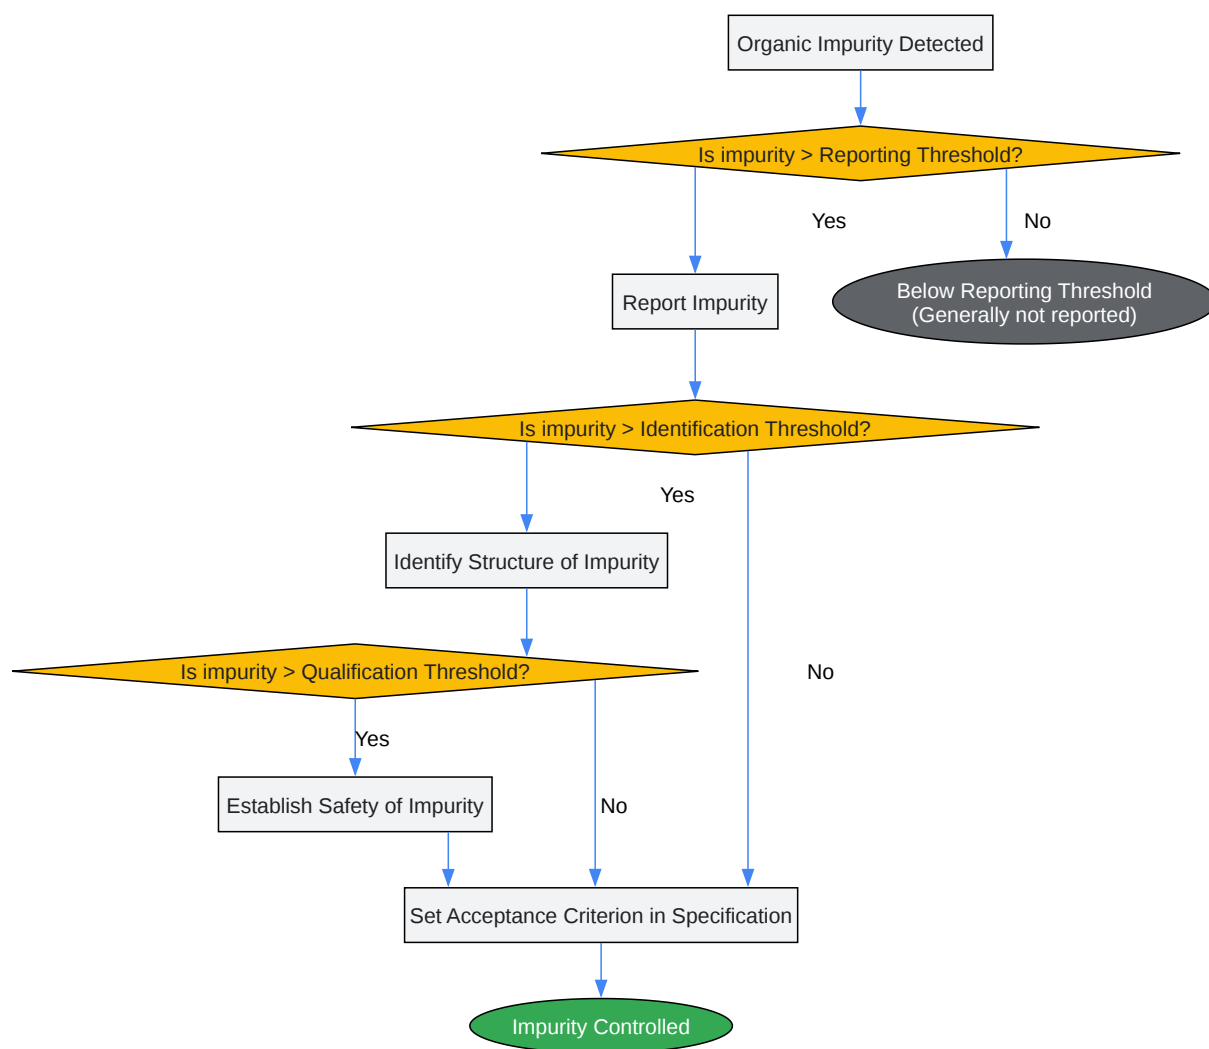 Organic Impurity Detected
Is impurity > Reporting Threshold?
Yes
No
Report Impurity
Below Reporting Threshold
(Generally not reported)
Is impurity > Identification Threshold?
Yes
Identify Structure of Impurity
Is impurity > Qualification Threshold?
No
Yes
Establish Safety of Impurity
No
Set Acceptance Criterion in Specification
Impurity Controlled